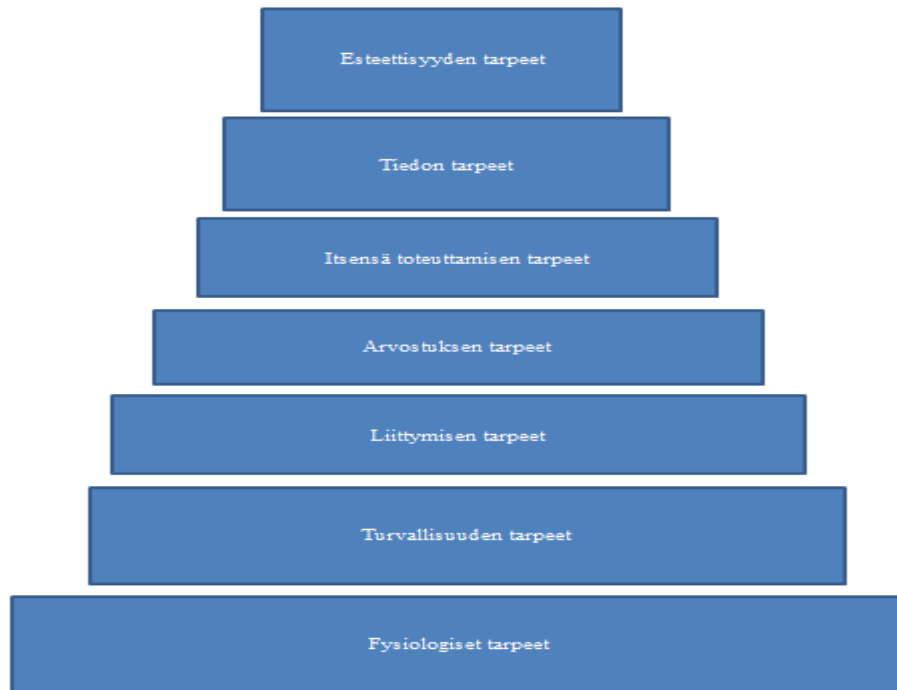 Esteettisyyden tarpeet
Tiedon tarpeet
Itsensä toteuttamisen tarpeet
Arvostuksen tarpeet
Liittymisen tarpeet
Turvallisuuden tarpeet
Fysiologiset tarpeet